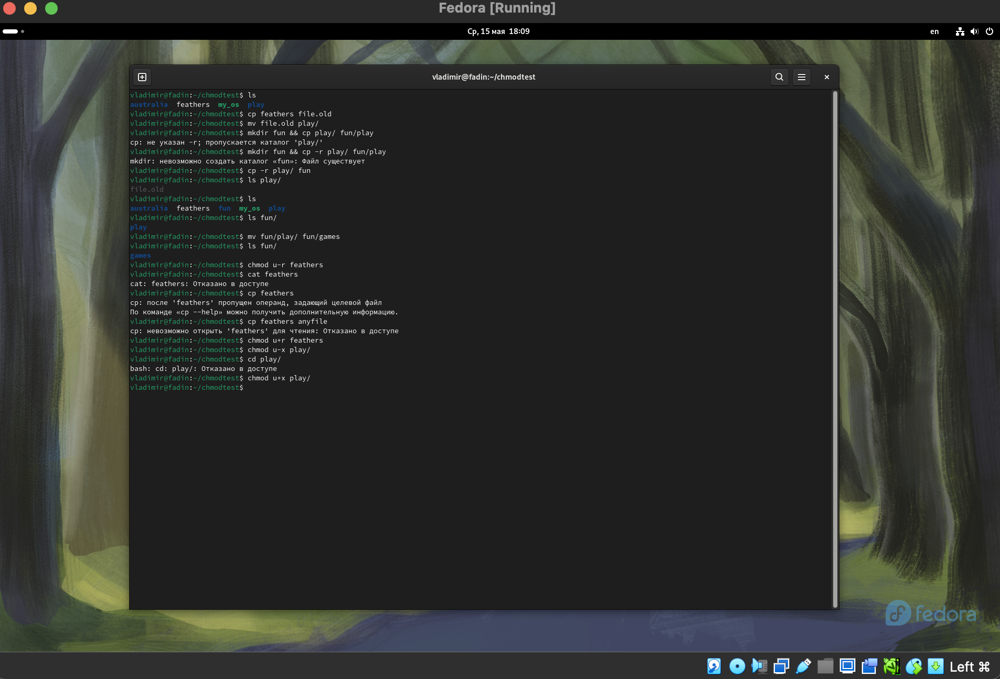 Fedora [Running]
Ср, 15 мая 18:09
en
vladimir@fadin:~/chmodtest
vladimir@fadin:~/chmodtest$ ls
australia feathers my_os play
vladimir@fadin:~/chmodtest$ cp feathers file.old
vladimir@fadin:~/chmodtest$ mv file.old play/
vladimir@fadin:~/chmodtest$ mkdir fun && cp play/ fun/play
cp: не указан -r; пропускается каталог 'play/'
vladimir@fadin:~/chmodtest$ mkdir fun && cp -r play/ fun/play
mkdir: невозможно создать каталог «fun»: Файл существует
vladimir@fadin:~/chmodtest$ cp -r play/ fun
vladimir@fadin:~/chmodtest$ ls play/
file.old
vladimir@fadin:~/chmodtest$ ls
australia feathers fun my_os play
vladimir@fadin:~/chmodtest$ ls fun/
play
vladimir@fadin:~/chmodtest$ mv fun/play/ fun/games
vladimir@fadin:~/chmodtest$ ls fun/
games
vladimir@fadin:~/chmodtest$ chmod u-r feathers
vladimir@fadin:~/chmodtest$ cat feathers
cat: feathers: Отказано в доступе
vladimir@fadin:~/chmodtest$ cp feathers
cp: после 'feathers' пропущен операнд, задающий целевой файл
По команде «cp --help» можно получить дополнительную информацию.
vladimir@fadin:~/chmodtest$ cp feathers anyfile
cp: невозможно открыть 'feathers' для чтения: Отказано в доступе
vladimir@fadin:~/chmodtest$ chmod u+r feathers
vladimir@fadin:~/chmodtest$ chmod u-x play/
vladimir@fadin:~/chmodtest$ cd play/
bash: cd: play/: Отказано в доступе
vladimir@fadin:~/chmodtest$ chmod u+x play/
vladimir@fadin:~/chmodtest$
fedora
Left ⌘